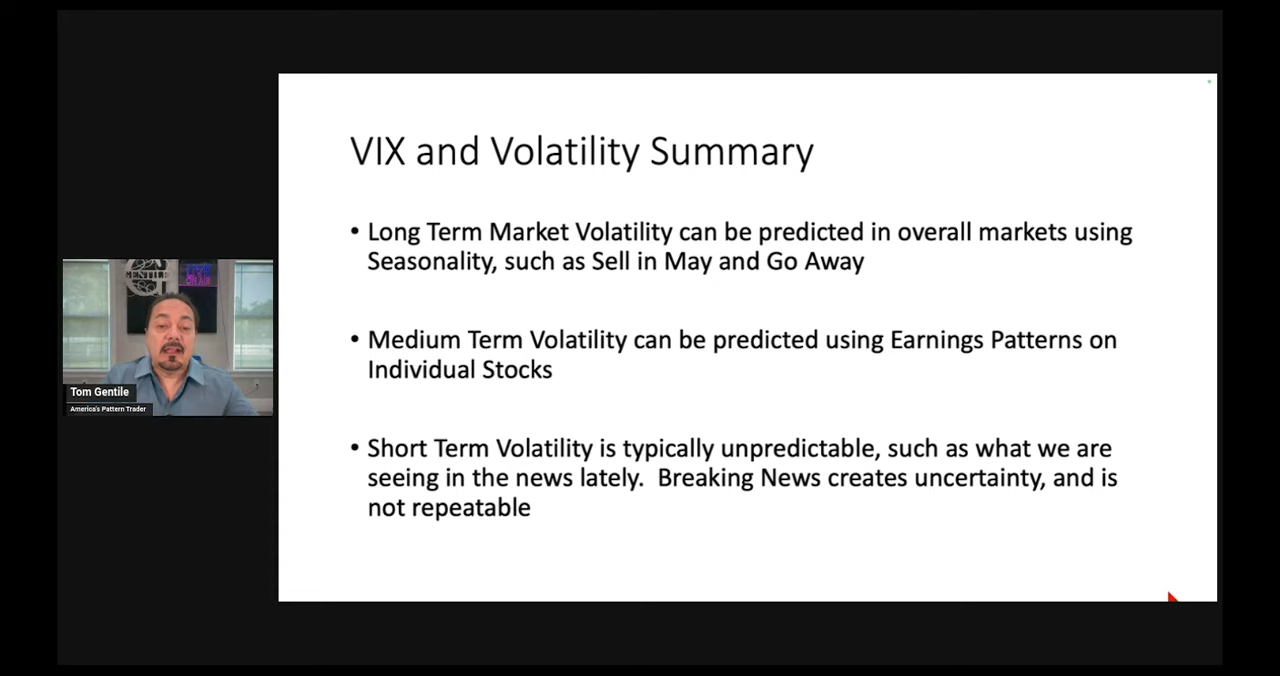 VIX and Volatility Summary
• Long Term Market Volatility can be predicted in overall markets using
Seasonality, such as Sell in May and Go Away
• Medium Term Volatility can be predicted using Earnings Patterns on
Individual Stocks
• Short Term Volatility is typically unpredictable, such as what we are
seeing in the news lately.  Breaking News creates uncertainty, and is
not repeatable
GENTILE
ON AIR
Tom Gentile
America's Pattern Trader